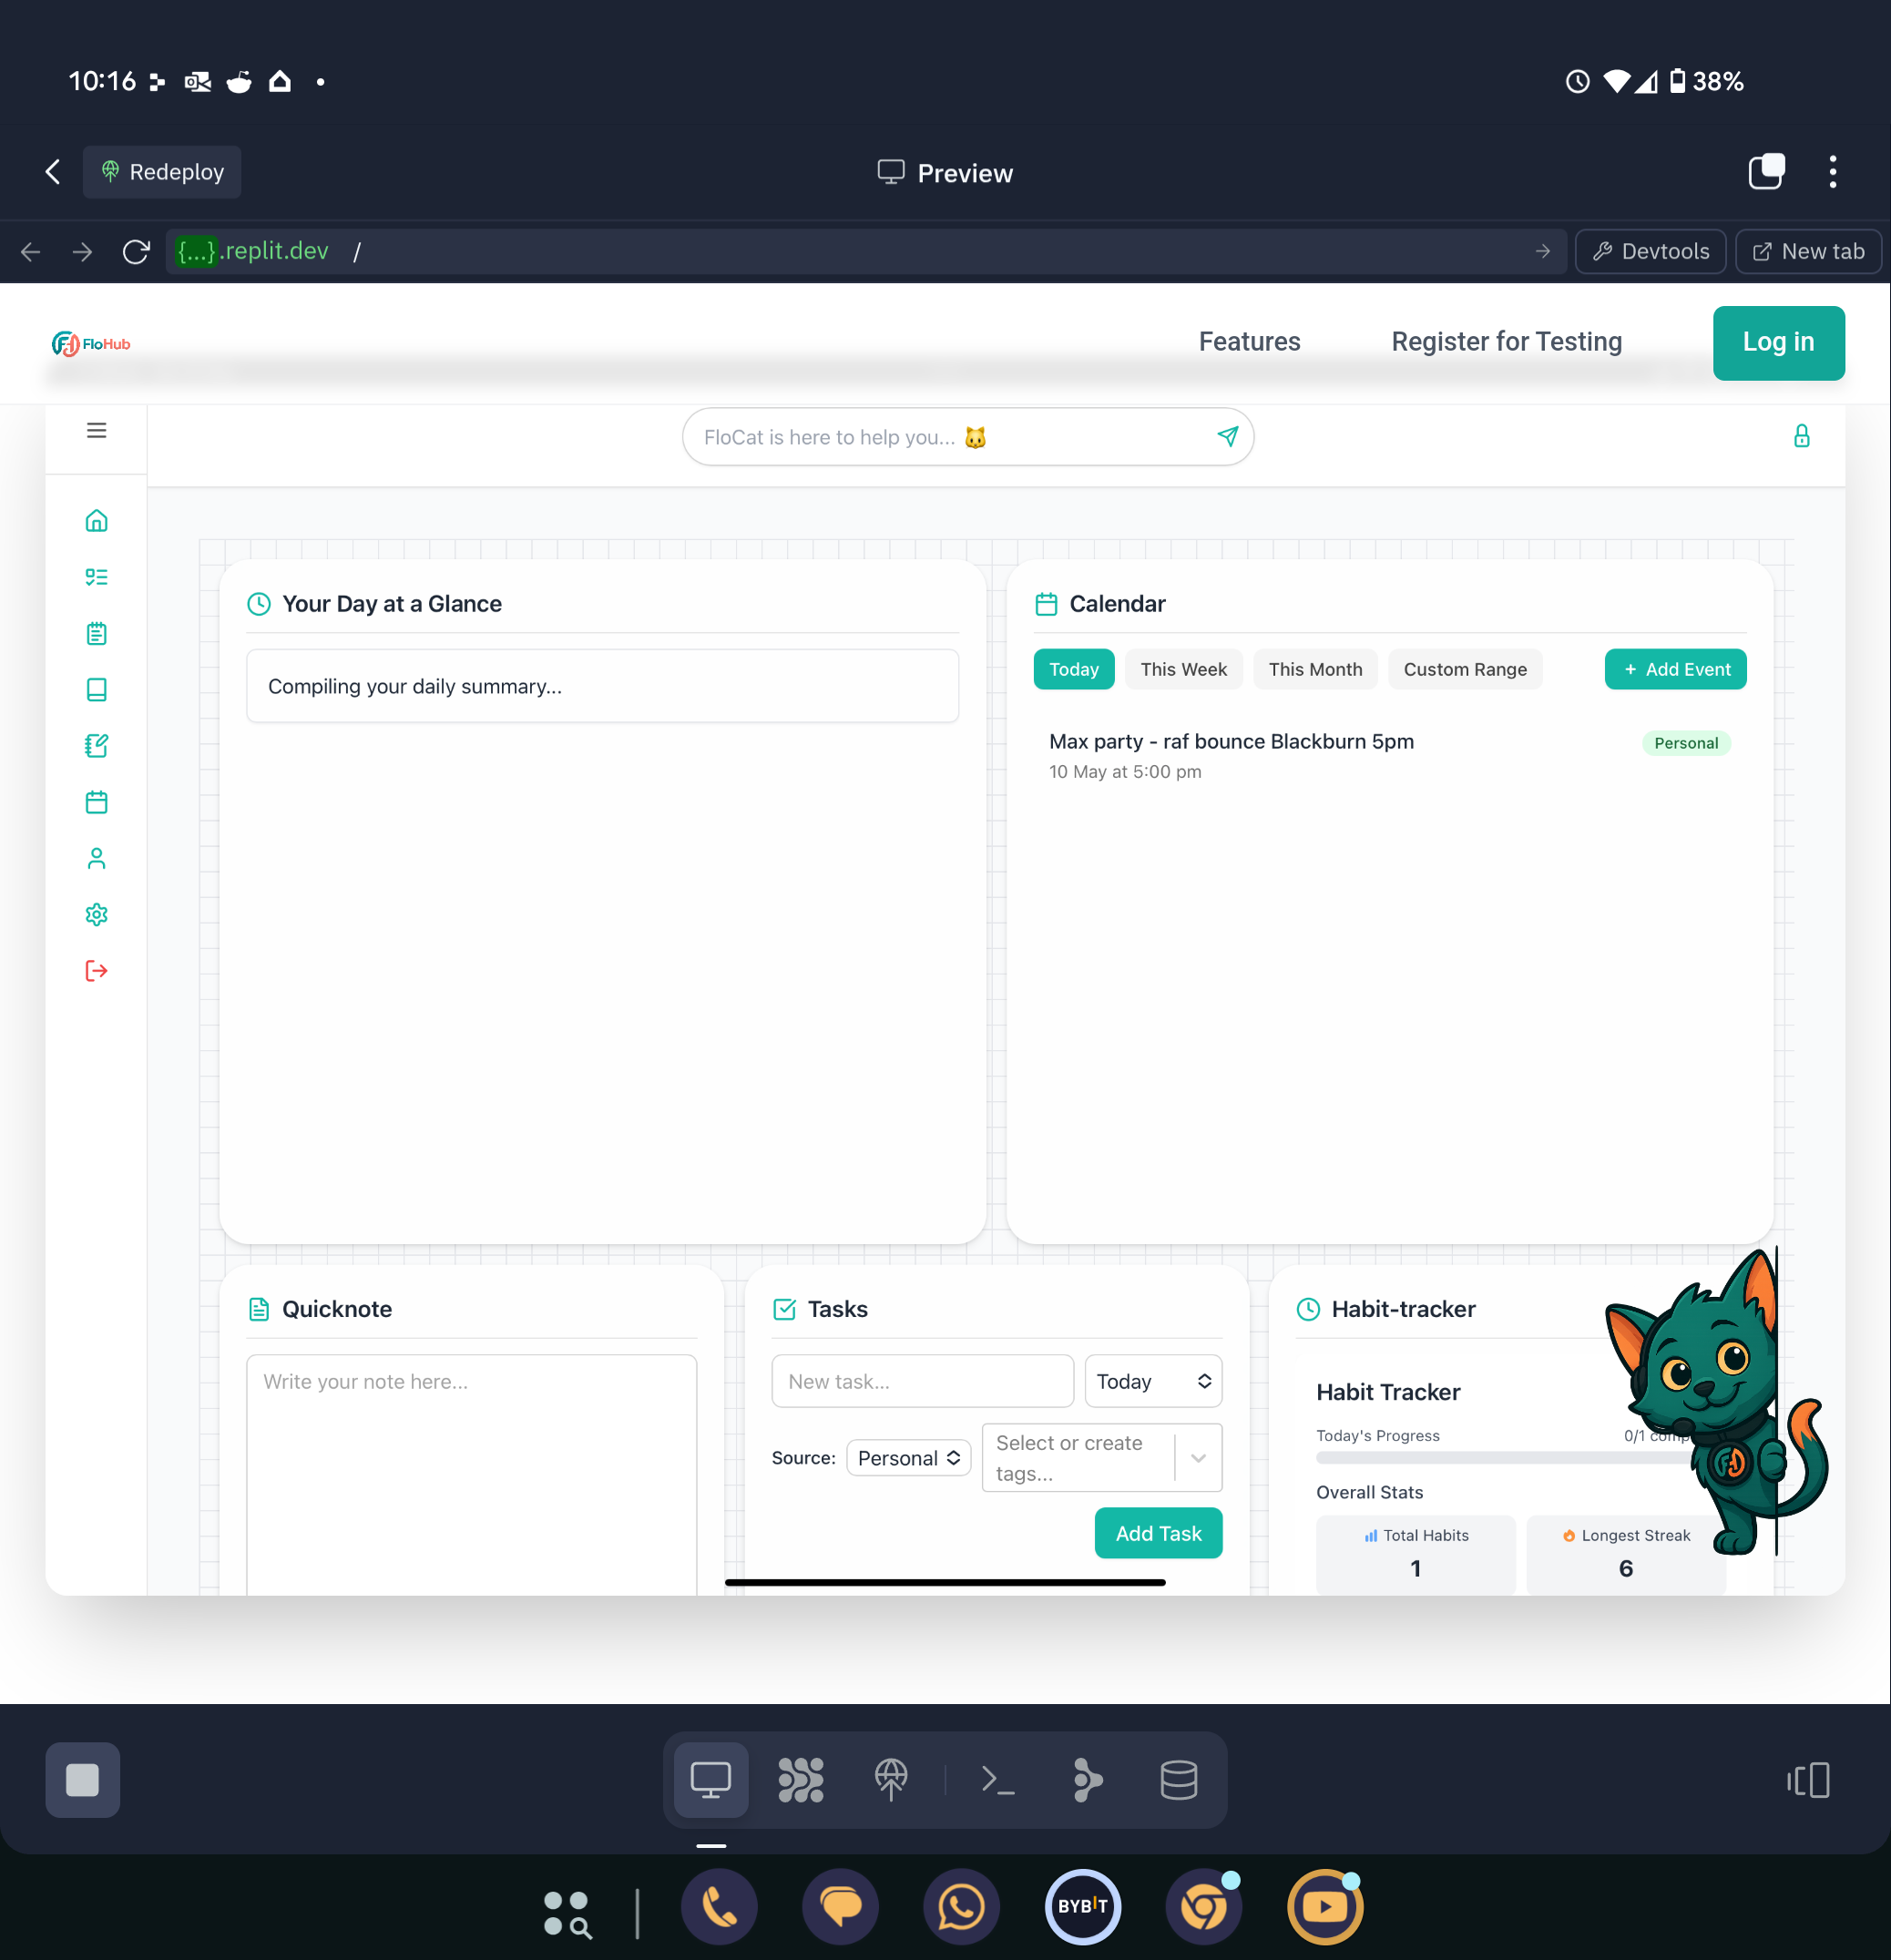 10:16
38%
Redeploy
Preview
{...}.replit.dev /
Devtools
New tab
FloHub
Features
Register for Testing
Log in
FloCat is here to help you... 🐱
Your Day at a Glance
Compiling your daily summary...
Calendar
Today
This Week
This Month
Custom Range
+ Add Event
Max party - raf bounce Blackburn 5pm
Personal
10 May at 5:00 pm
Quicknote
Write your note here...
Tasks
New task...
Today
Source:
Personal
Select or create
tags...
Add Task
Habit-tracker
Habit Tracker
Today's Progress
0/1 comp
Overall Stats
Total Habits
1
Longest Streak
6
BYBIT